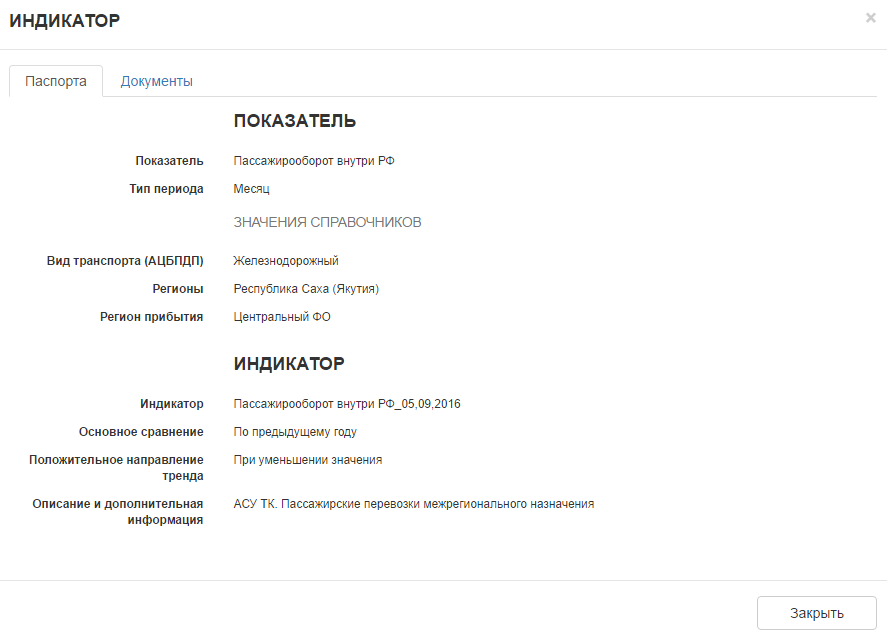 ИНДИКАТОР
×
Паспорта Документы
ПОКАЗАТЕЛЬ
Показатель Пассажирооборот внутри РФ
Тип периода Месяц
ЗНАЧЕНИЯ СПРАВОЧНИКОВ
Вид транспорта (АЦБПДП) Железнодорожный
Регионы Республика Саха (Якутия)
Регион прибытия Центральный ФО
ИНДИКАТОР
Индикатор Пассажирооборот внутри РФ_05,09,2016
Основное сравнение По предыдущему году
Положительное направление При уменьшении значения
тренда
Описание и дополнительная АСУ ТК. Пассажирские перевозки межрегионального назначения
информация
Закрыть